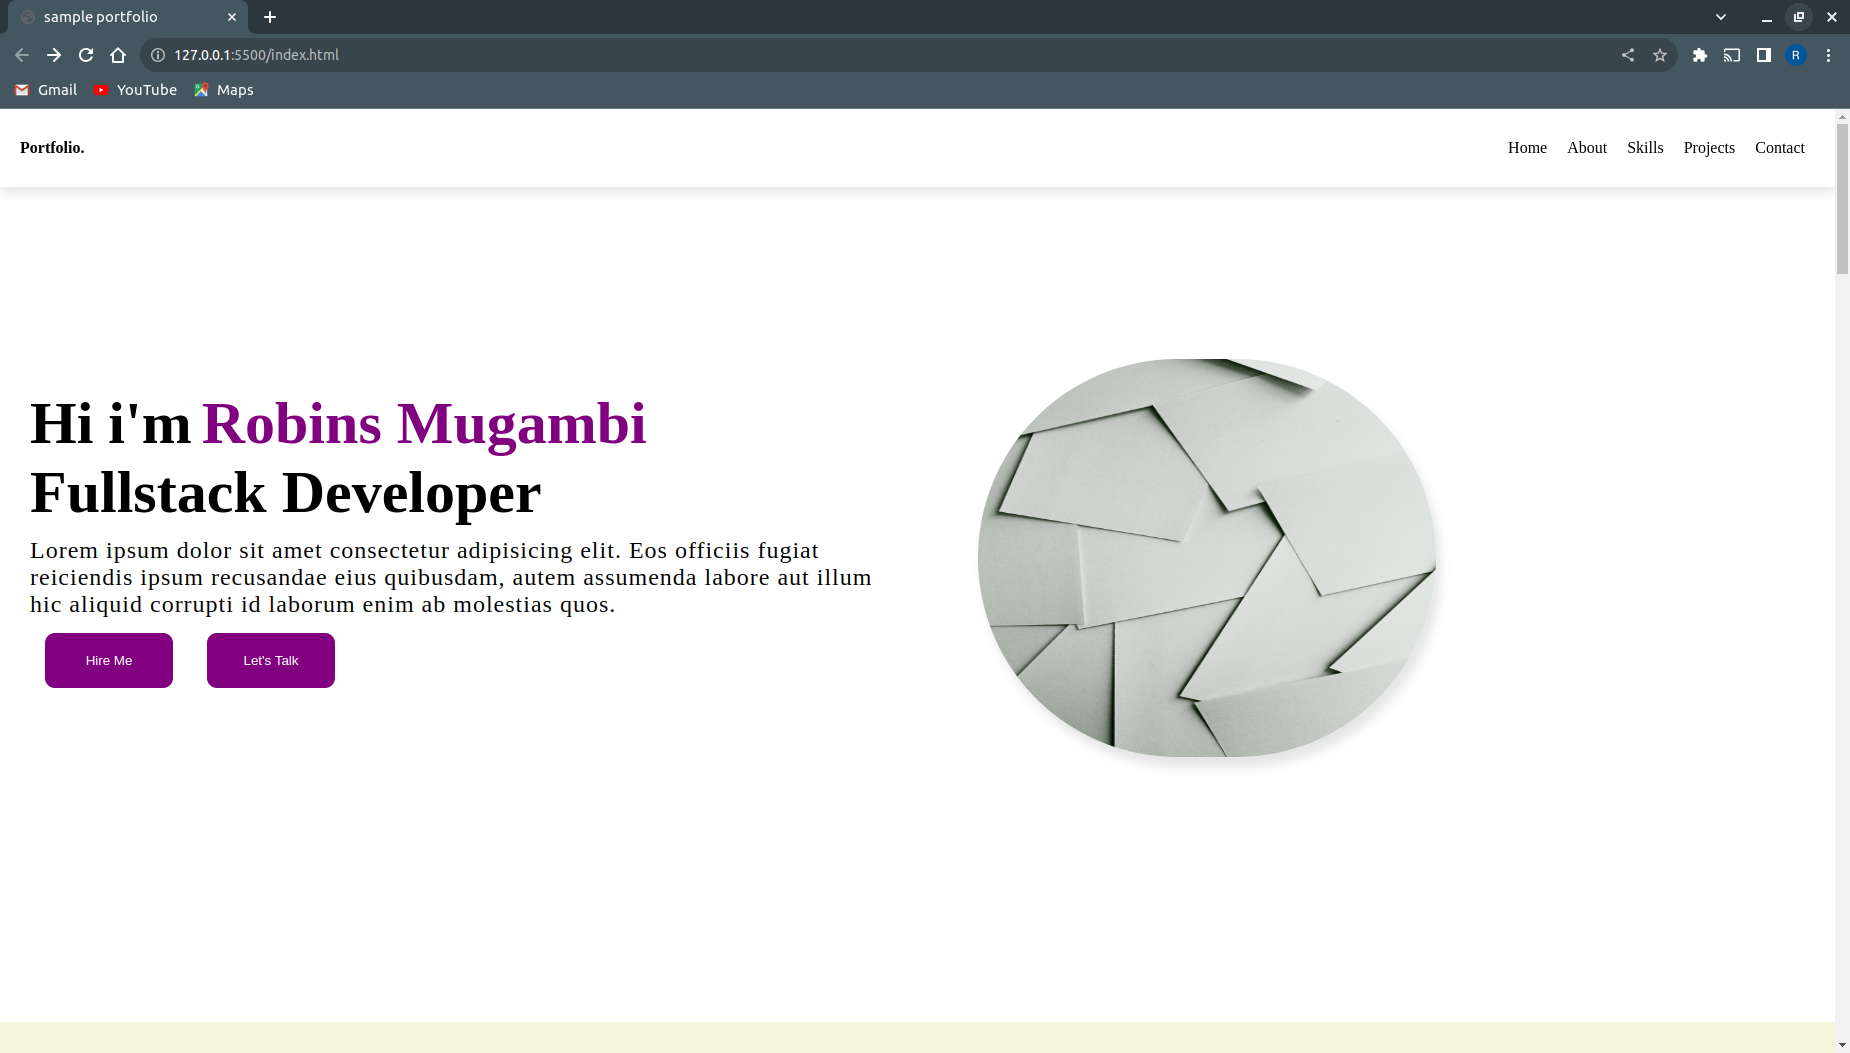 sample portfolio
127.0.0.1:5500/index.html
R
Gmail YouTube Maps
Portfolio.
Home About Skills Projects Contact
Hi i'm Robins Mugambi
Fullstack Developer
Lorem ipsum dolor sit amet consectetur adipisicing elit. Eos officiis fugiat
reiciendis ipsum recusandae eius quibusdam, autem assumenda labore aut illum
hic aliquid corrupti id laborum enim ab molestias quos.
Hire Me Let's Talk